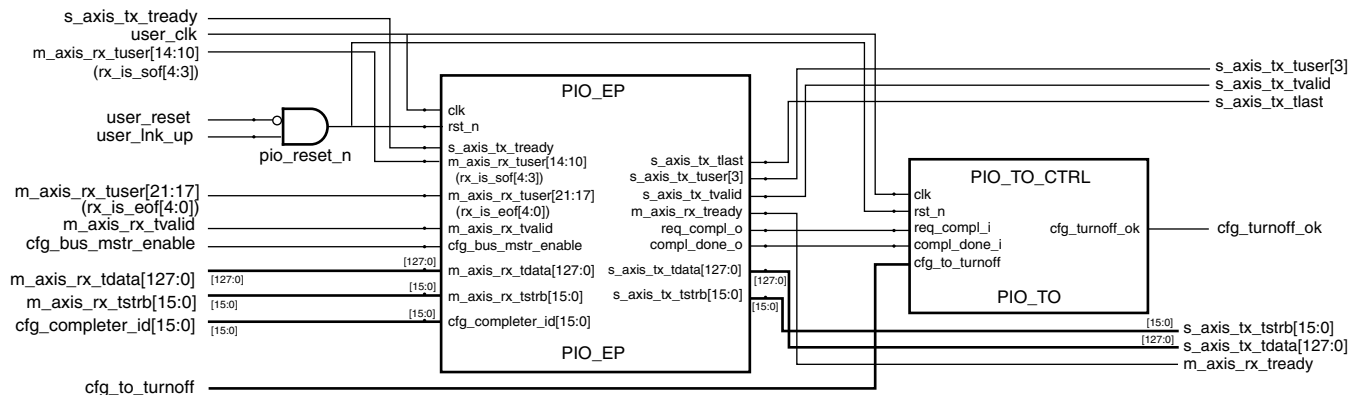 s_axis_tx_tready
user_clk
m_axis_rx_tuser[14:10]
(rx_is_sof[4:3])
user_reset
user_lnk_up
pio_reset_n
m_axis_rx_tuser[21:17]
(rx_is_eof[4:0])
m_axis_rx_tvalid
cfg_bus_mstr_enable
m_axis_rx_tdata[127:0]
[127:0]
m_axis_rx_tstrb[15:0]
[15:0]
cfg_completer_id[15:0]
[15:0]
cfg_to_turnoff
[127:0]
[15:0]
[15:0]
PIO_EP
clk
rst_n
s_axis_tx_tready
m_axis_rx_tuser[14:10]
(rx_is_sof[4:3])
m_axis_rx_tuser[21:17]
(rx_is_eof[4:0])
m_axis_rx_tvalid
cfg_bus_mstr_enable
m_axis_rx_tdata[127:0]
m_axis_rx_tstrb[15:0]
cfg_completer_id[15:0]
s_axis_tx_tlast
s_axis_tx_tuser[3]
s_axis_tx_tvalid
m_axis_rx_tready
req_compl_o
compl_done_o
s_axis_tx_tdata[127:0]
s_axis_tx_tstrb[15:0]
PIO_EP
[127:0]
[15:0]
PIO_TO_CTRL
clk
rst_n
req_compl_i
compl_done_i
cfg_to_turnoff
cfg_turnoff_ok
PIO_TO
s_axis_tx_tuser[3]
s_axis_tx_tvalid
s_axis_tx_tlast
cfg_turnoff_ok
[15:0]
s_axis_tx_tstrb[15:0]
[127:0]
s_axis_tx_tdata[127:0]
m_axis_rx_tready